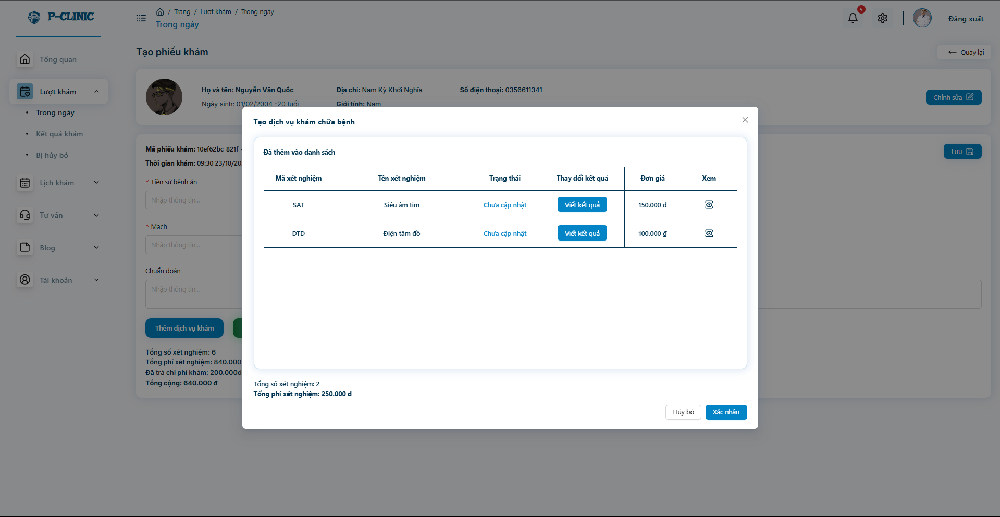 P-CLINIC
/ Trang / Lượt khám / Trong ngày
Trong ngày
5
Đăng xuất
Tổng quan
Lượt khám
Trong ngày
Kết quả khám
Bị hủy bỏ
Lịch khám
Tư vấn
Blog
Tài khoản
Tạo phiếu khám
Quay lại
Họ và tên: Nguyễn Văn Quốc
Địa chỉ: Nam Kỳ Khởi Nghĩa
Số điện thoại: 0356611341
Ngày sinh: 01/02/2004 -20 tuổi
Giới tính: Nam
Chỉnh sửa
Mã phiếu khám: 10ef62bc-821f-
Thời gian khám: 09:30 23/10/20
Lưu
* Tiền sử bệnh án
Nhập thông tin...
* Mạch
Nhập thông tin...
Chuẩn đoán
Nhập thông tin...
Thêm dịch vụ khám
Tổng số xét nghiệm: 6
Tổng phí xét nghiệm: 840.000
Đã trả chi phí khám: 200.000đ
Tổng cộng: 640.000 đ
Tạo dịch vụ khám chữa bệnh
Đã thêm vào danh sách
Mã xét nghiệm Tên xét nghiệm Trạng thái Thay đổi kết quả Đơn giá Xem
SAT Siêu âm tim Chưa cập nhật Viết kết quả 150.000 ₫
DTD Điện tâm đồ Chưa cập nhật Viết kết quả 100.000 ₫
Tổng số xét nghiệm: 2
Tổng phí xét nghiệm: 250.000 ₫
Hủy bỏ
Xác nhận